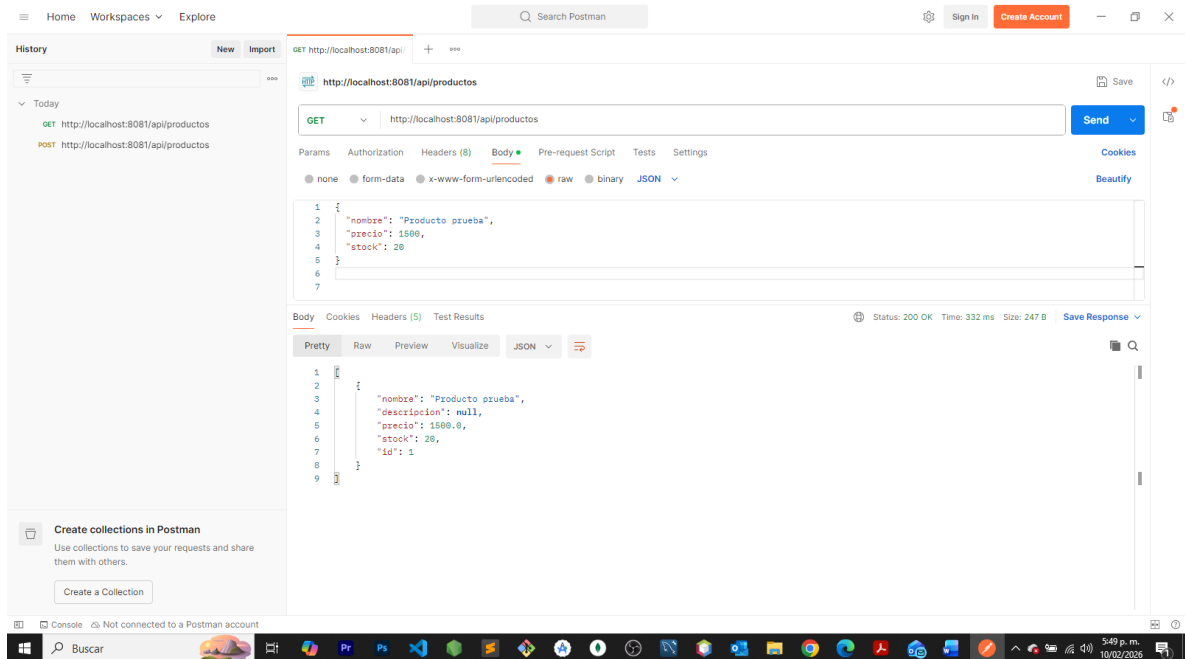 Home Workspaces Explore Search Postman Sign In Create Account
History New Import GET http://localhost:8081/api/
HTTP http://localhost:8081/api/productos Save
Today
GET http://localhost:8081/api/productos
POST http://localhost:8081/api/productos
GET http://localhost:8081/api/productos Send
Params Authorization Headers (8) Body Pre-request Script Tests Settings Cookies
none form-data x-www-form-urlencoded raw binary JSON Beautify
1 {
2 "nombre": "Producto prueba",
3 "precio": 1500,
4 "stock": 20
5 }
6
7
Body Cookies Headers (5) Test Results Status: 200 OK Time: 332 ms Size: 247 B Save Response
Pretty Raw Preview Visualize JSON
1 [
2 {
3 "nombre": "Producto prueba",
4 "descripcion": null,
5 "precio": 1500.0,
6 "stock": 20,
7 "id": 1
8 }
9 ]
Create collections in Postman
Use collections to save your requests and share
them with others.
Create a Collection
Console Not connected to a Postman account
Buscar Pr Ps 5:49 p. m.
10/02/2026